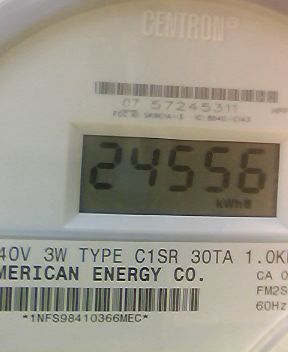 CENTRON®
07 57245311
24556
kWh
40V 3W TYPE C1SR 30TA 1.0K
MERICAN ENERGY CO.
CA 0
FM2S
60Hz
*1NFS98410366MEC*